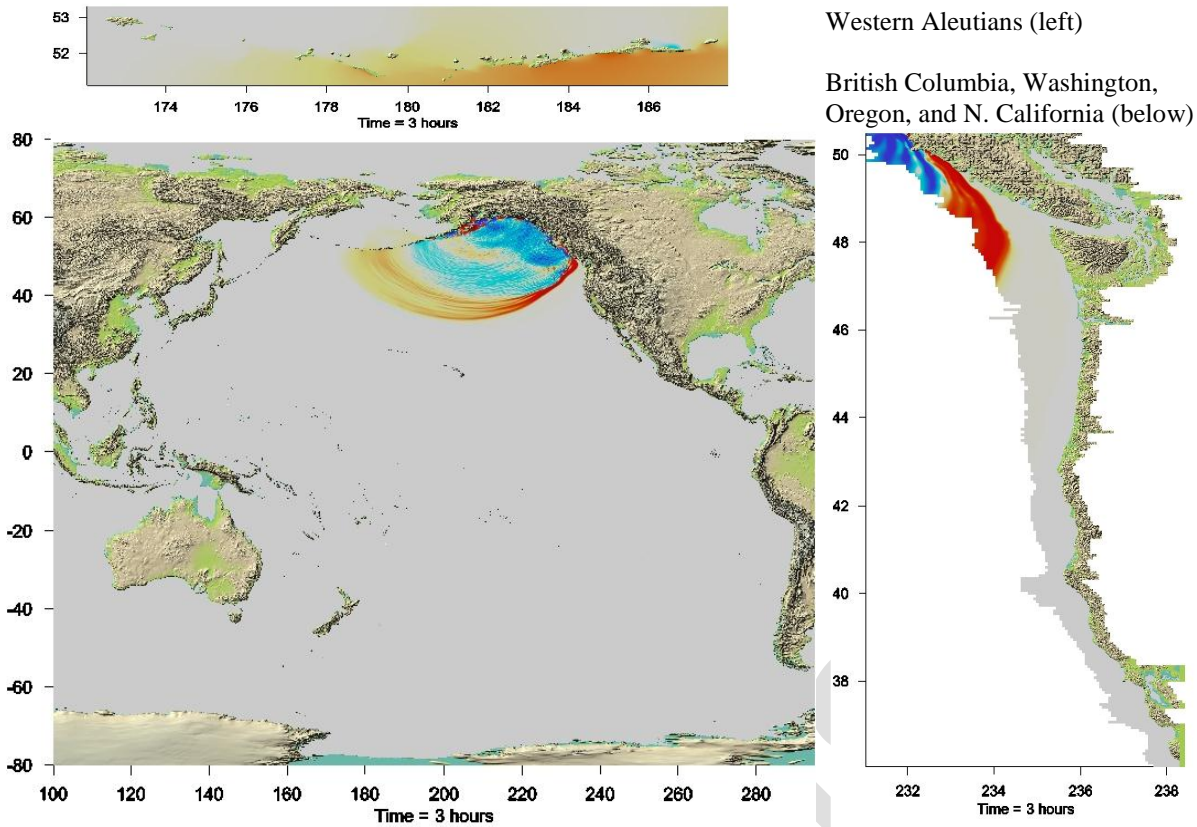 53
52
174 176 178 180 182 184 186
Time = 3 hours
Western Aleutians (left)
British Columbia, Washington,
Oregon, and N. California (below)
80
60
40
20
0
-20
-40
-60
-80
100 120 140 160 180 200 220 240 260 280
Time = 3 hours
50
48
46
44
42
40
38
232 234 236 238
Time = 3 hours